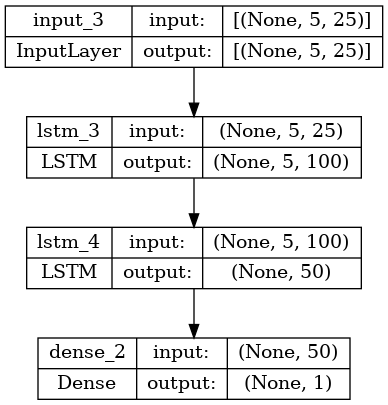 input_3 input: [(None, 5, 25)]
InputLayer output: [(None, 5, 25)]
lstm_3 input: (None, 5, 25)
LSTM output: (None, 5, 100)
lstm_4 input: (None, 5, 100)
LSTM output: (None, 50)
dense_2 input: (None, 50)
Dense output: (None, 1)